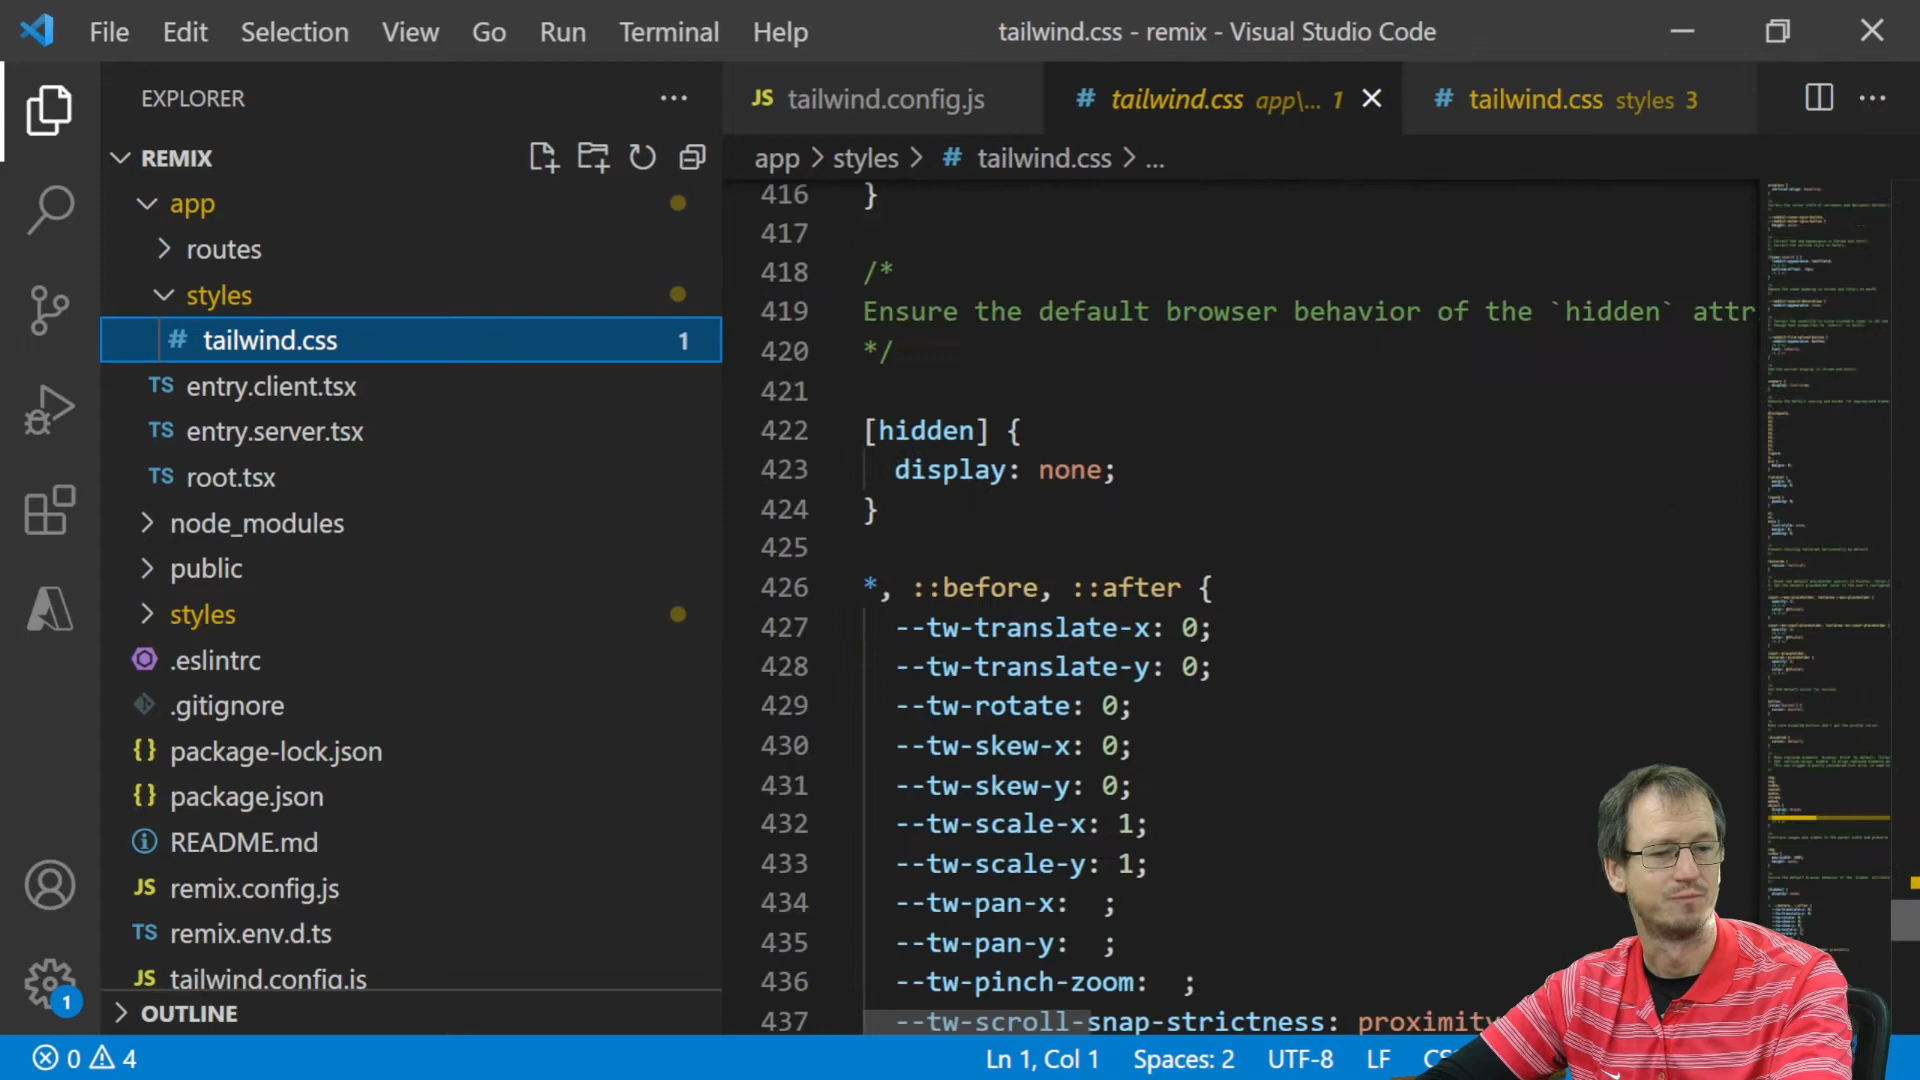 File Edit Selection View Go Run Terminal Help tailwind.css - remix - Visual Studio Code
EXPLORER
REMIX
app
routes
styles
# tailwind.css 1
TS entry.client.tsx
TS entry.server.tsx
TS root.tsx
node_modules
public
styles
.eslintrc
.gitignore
{} package-lock.json
{} package.json
README.md
JS remix.config.js
TS remix.env.d.ts
JS tailwind.config.js
OUTLINE
1
JS tailwind.config.js # tailwind.css app\... 1 # tailwind.css styles 3
app > styles > # tailwind.css > ...
416 }
417
418 /*
419 Ensure the default browser behavior of the `hidden` attr
420 */
421
422 [hidden] {
423 display: none;
424 }
425
426 *, ::before, ::after {
427 --tw-translate-x: 0;
428 --tw-translate-y: 0;
429 --tw-rotate: 0;
430 --tw-skew-x: 0;
431 --tw-skew-y: 0;
432 --tw-scale-x: 1;
433 --tw-scale-y: 1;
434 --tw-pan-x:  ;
435 --tw-pan-y:  ;
436 --tw-pinch-zoom:  ;
437 --tw-scroll-snap-strictness: proximity
0 4 Ln 1, Col 1 Spaces: 2 UTF-8 LF CS